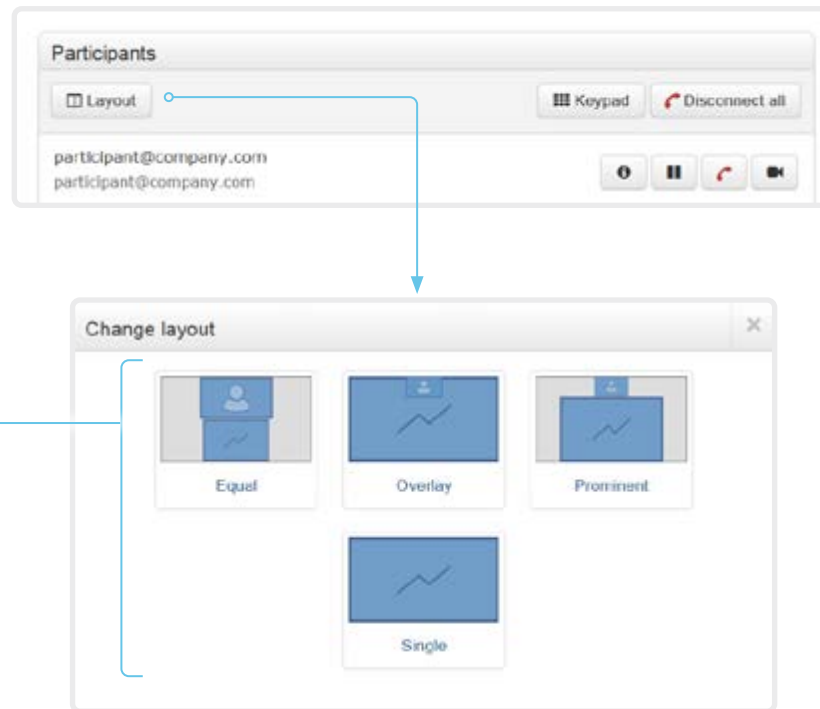 Participants
Layout Keypad Disconnect all
participant@company.com
participant@company.com
Change layout
Equal Overlay Prominent
Single